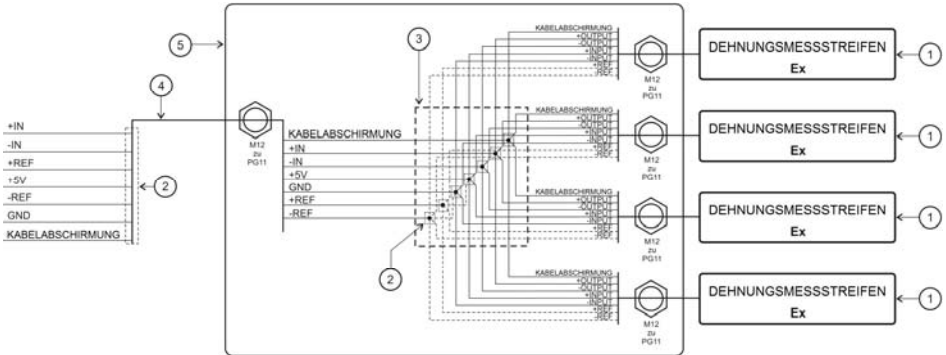 5
3
4
2
2
+IN
-IN
+REF
+5V
-REF
GND
KABELABSCHIRMUNG
M12
zu
PG11
KABELABSCHIRMUNG
+IN
-IN
+5V
GND
+REF
-REF
KABELABSCHIRMUNG
+OUTPUT
-OUTPUT
+INPUT
-INPUT
+REF
-REF
M12
zu
PG11
DEHNUNGSMESSSTREIFEN
Ex
1
KABELABSCHIRMUNG
+OUTPUT
-OUTPUT
+INPUT
-INPUT
+REF
-REF
M12
zu
PG11
DEHNUNGSMESSSTREIFEN
Ex
1
KABELABSCHIRMUNG
+OUTPUT
-OUTPUT
+INPUT
-INPUT
+REF
-REF
M12
zu
PG11
DEHNUNGSMESSSTREIFEN
Ex
1
KABELABSCHIRMUNG
+OUTPUT
-OUTPUT
+INPUT
-INPUT
+REF
-REF
M12
zu
PG11
DEHNUNGSMESSSTREIFEN
Ex
1